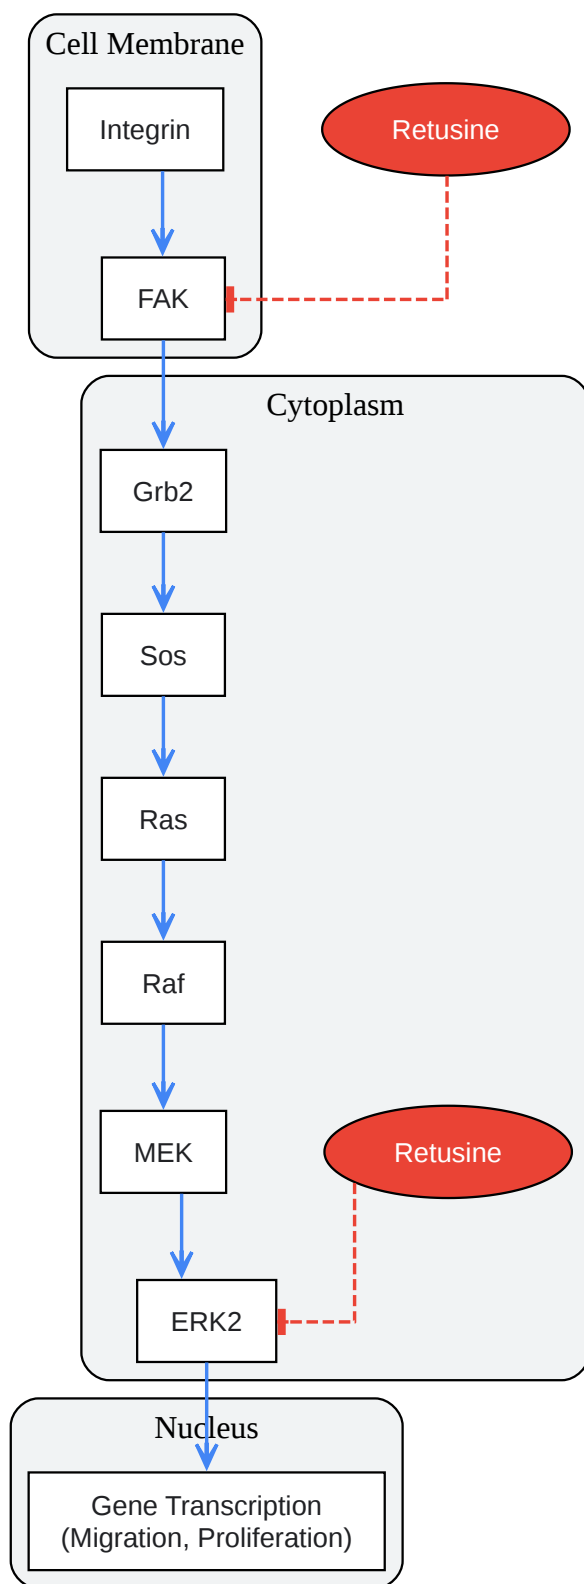 Cell Membrane
Integrin
Retusine
FAK
Cytoplasm
Grb2
Sos
Ras
Raf
MEK
Retusine
ERK2
Nucleus
Gene Transcription
(Migration, Proliferation)